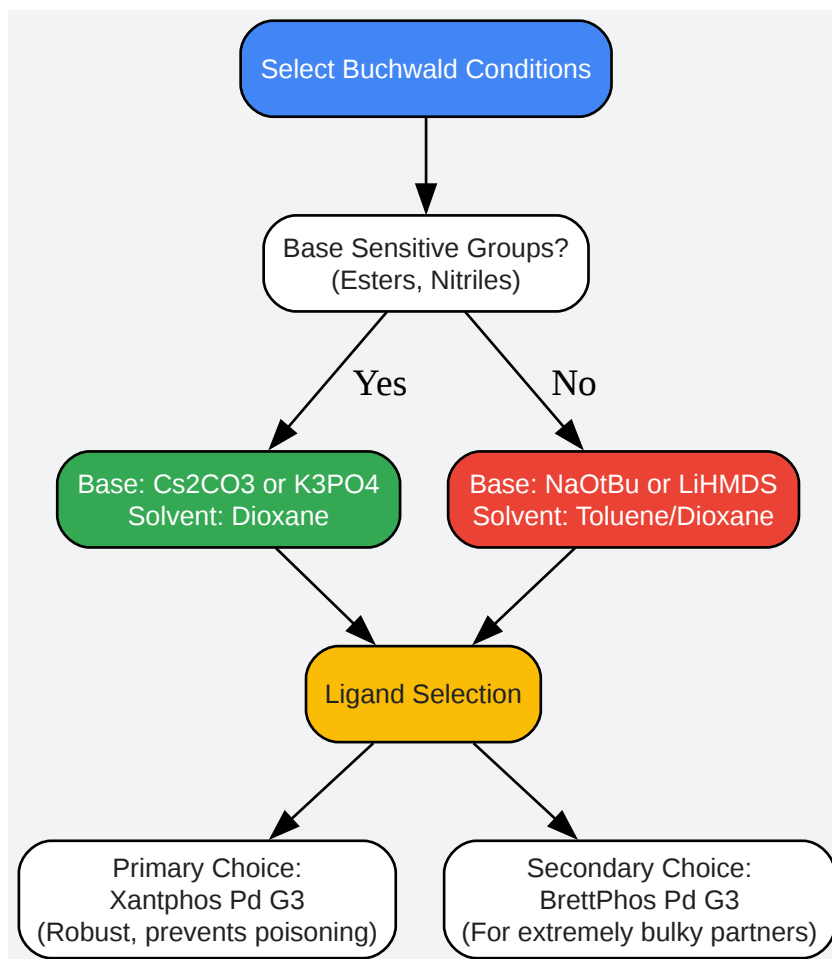 Select Buchwald Conditions
Base Sensitive Groups?
(Esters, Nitriles)
Yes
No
Base: Cs2CO3 or K3PO4
Solvent: Dioxane
Base: NaOtBu or LiHMDS
Solvent: Toluene/Dioxane
Ligand Selection
Primary Choice:
Xantphos Pd G3
(Robust, prevents poisoning)
Secondary Choice:
BrettPhos Pd G3
(For extremely bulky partners)